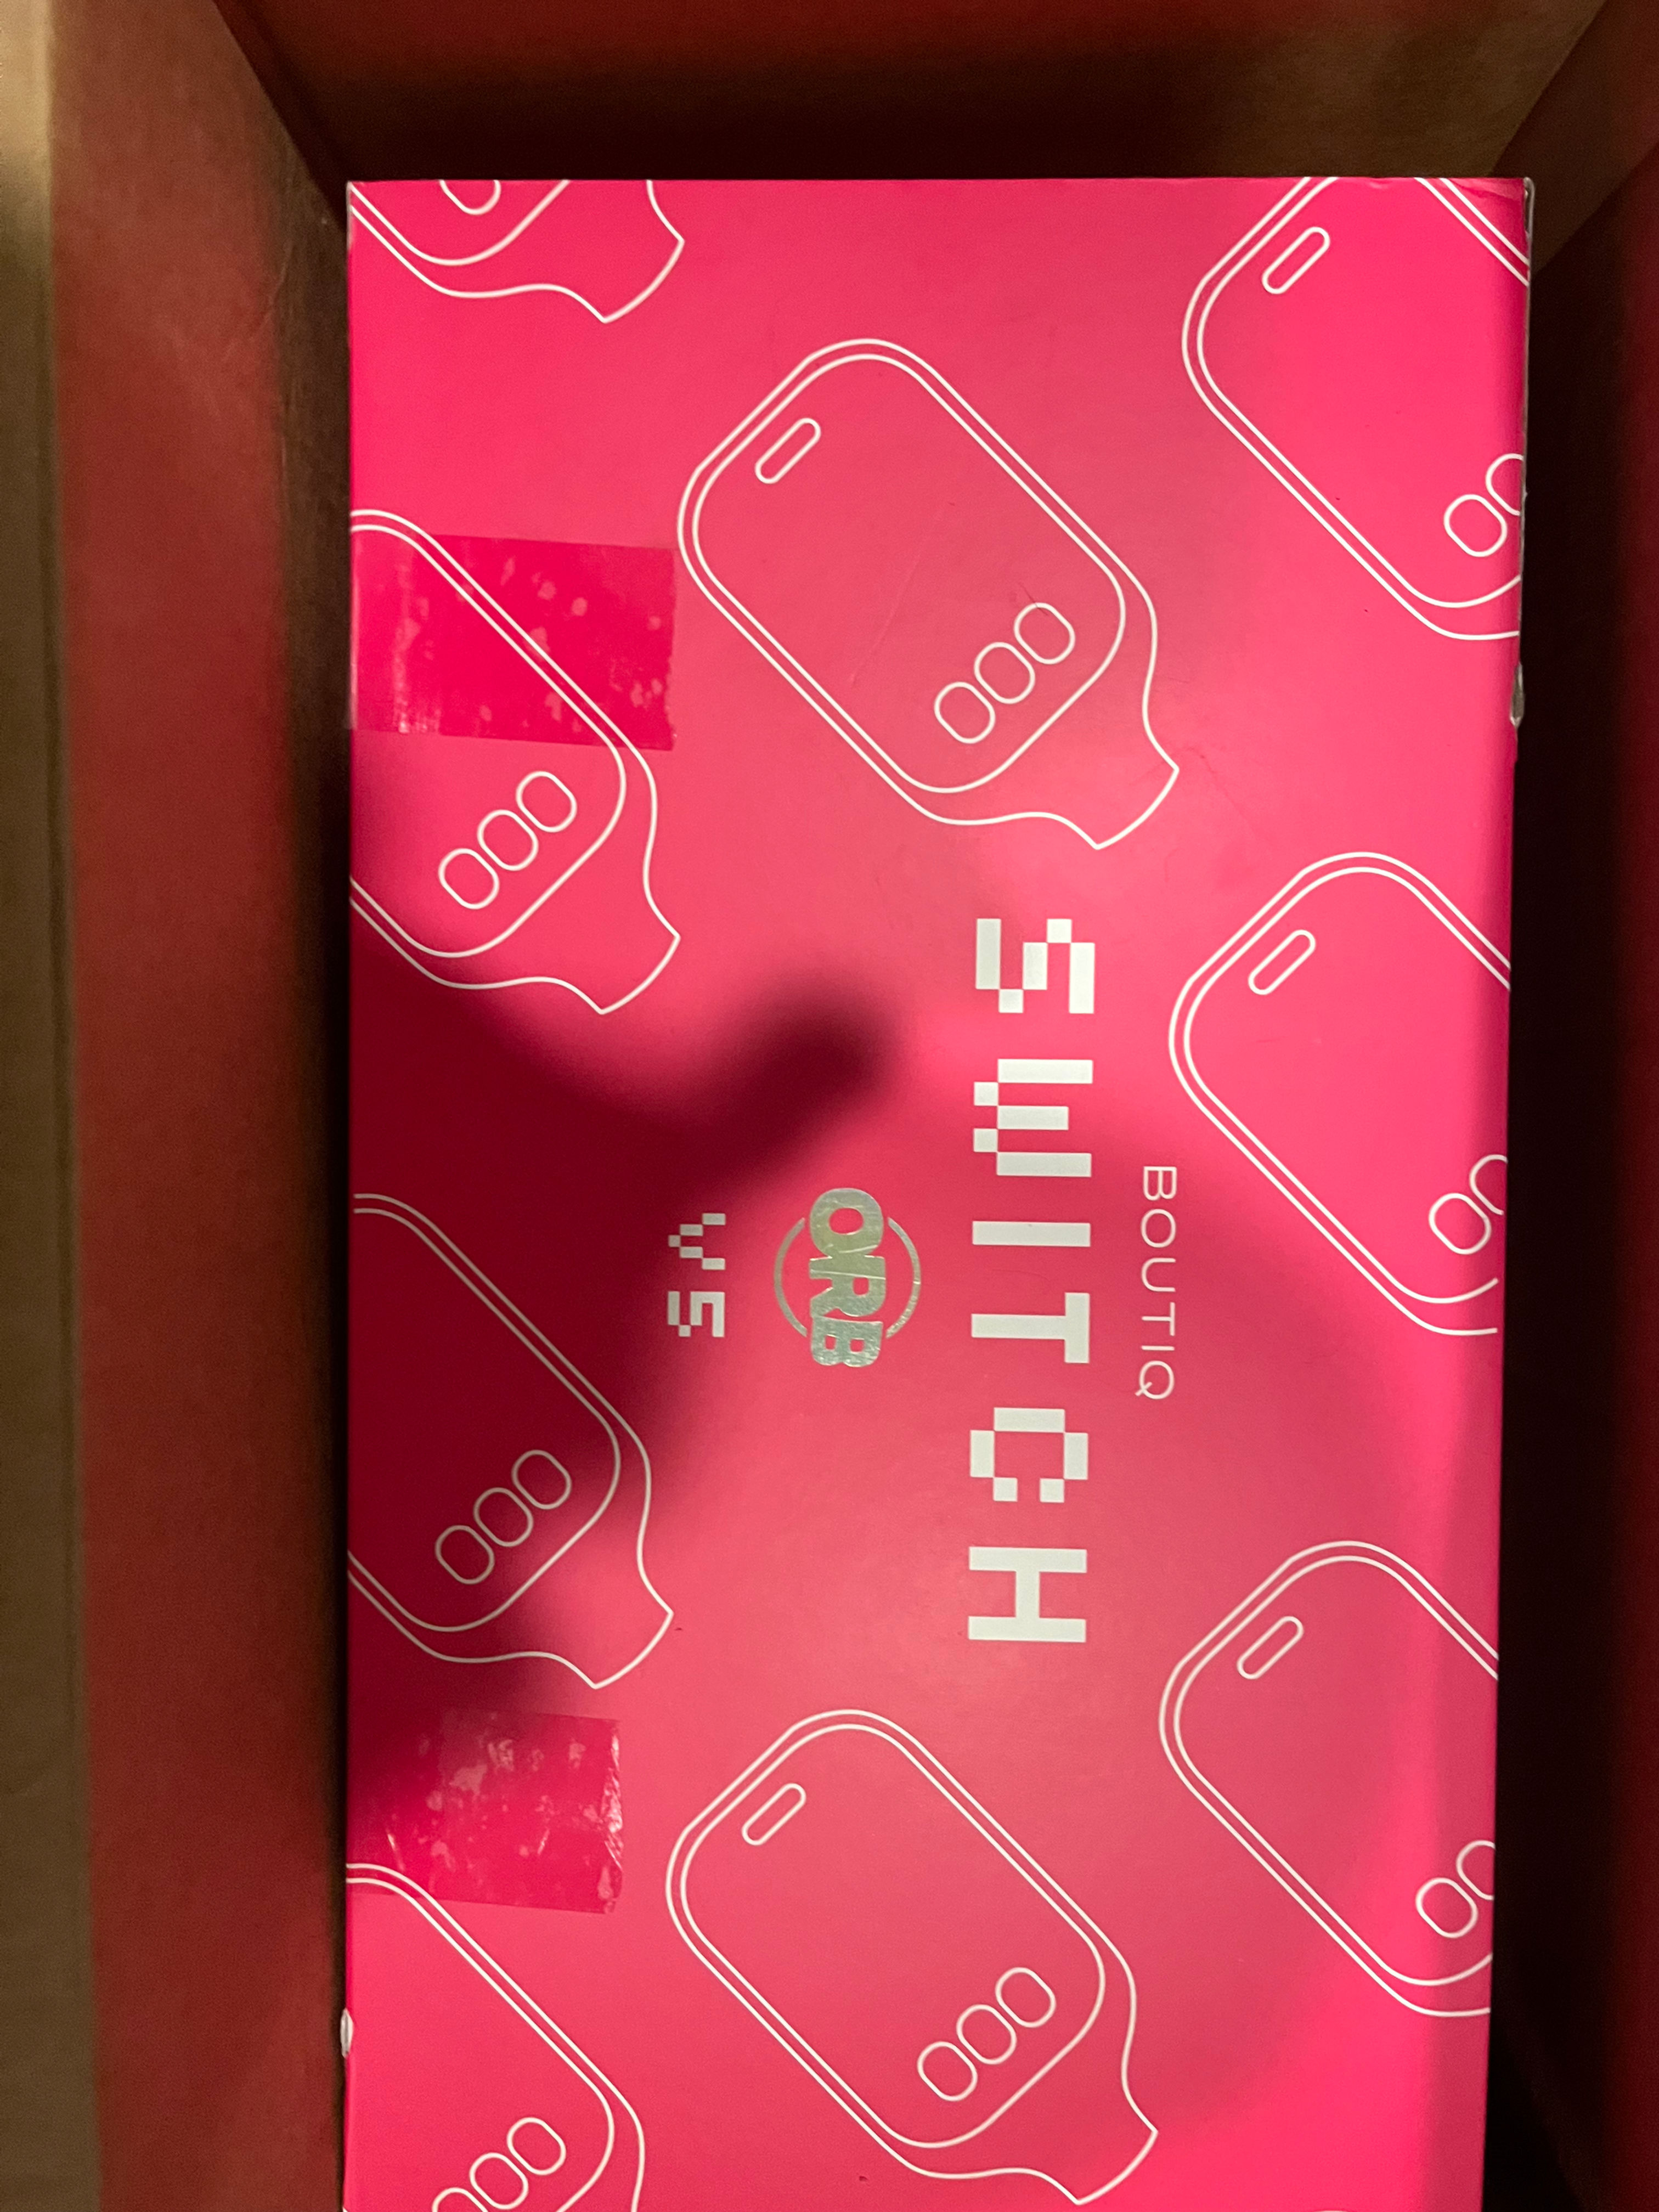 BOUTIQ
SWITCH
ORB
V5